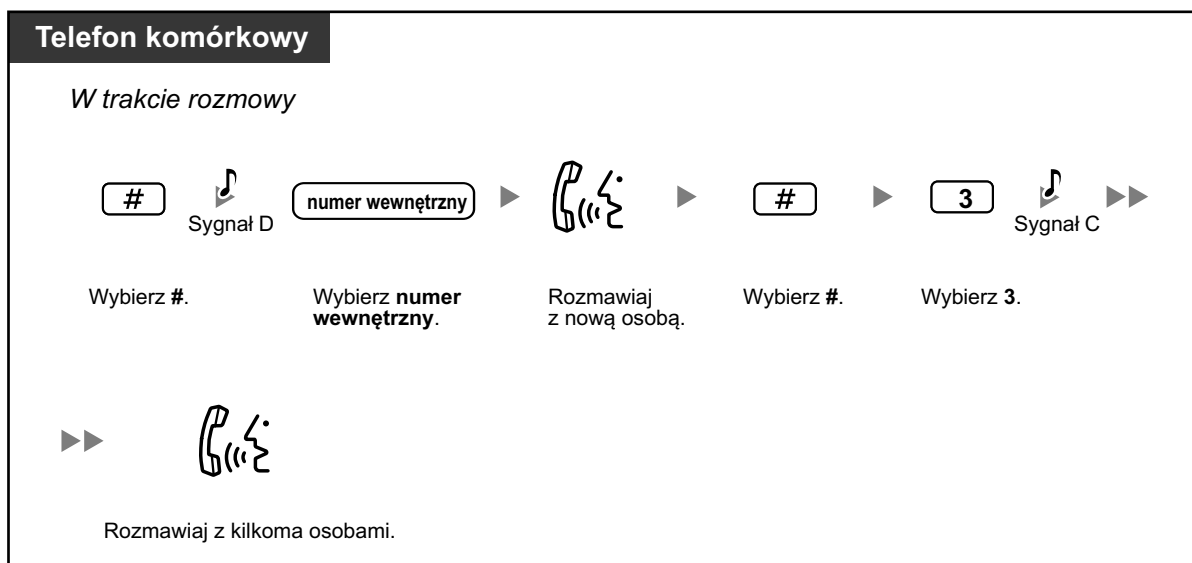 Telefon komórkowy
W trakcie rozmowy
# Sygnał D numer wewnętrzny # 3 Sygnał C
Wybierz #.
Wybierz numer
wewnętrzny.
Rozmawiaj
z nową osobą.
Wybierz #.
Wybierz 3.
Rozmawiaj z kilkoma osobami.